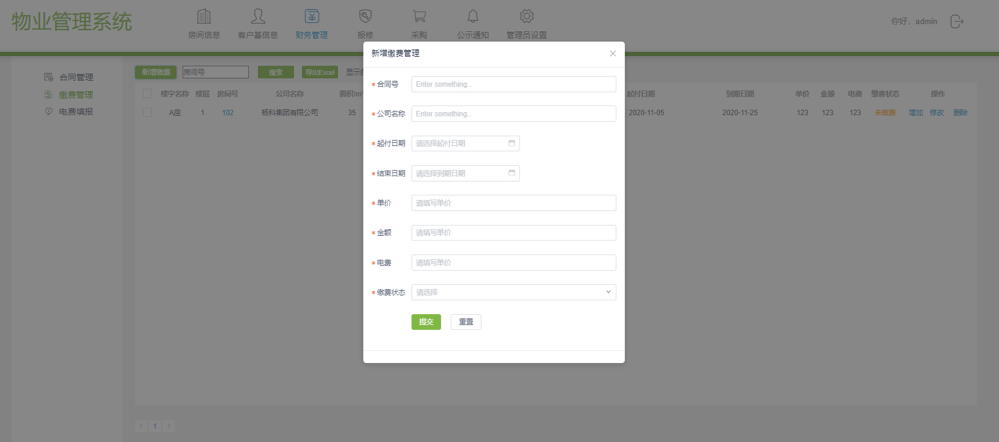 物业管理系统
房间信息
客户基信息
财务管理
报修
采购
公示通知
管理员设置
你好，admin
合同管理
缴费管理
电费填报
新增缴费
房间号
搜索
导出Excel
显示
楼宇名称 楼层 房间号 公司名称 面积/m 起付日期 到期日期 单价 金额 电费 缴费状态 操作
A座 1 102 杨科集团有限公司 35 2020-11-05 2020-11-25 123 123 123 未缴费 增加 修改 删除
1
新增缴费管理
*合同号 Enter something...
*公司名称 Enter something...
*起付日期 请选择起付日期
*结束日期 请选择到期日期
*单价 请填写单价
*金额 请填写单价
*电费 请填写单价
*缴费状态 请选择
提交 重置